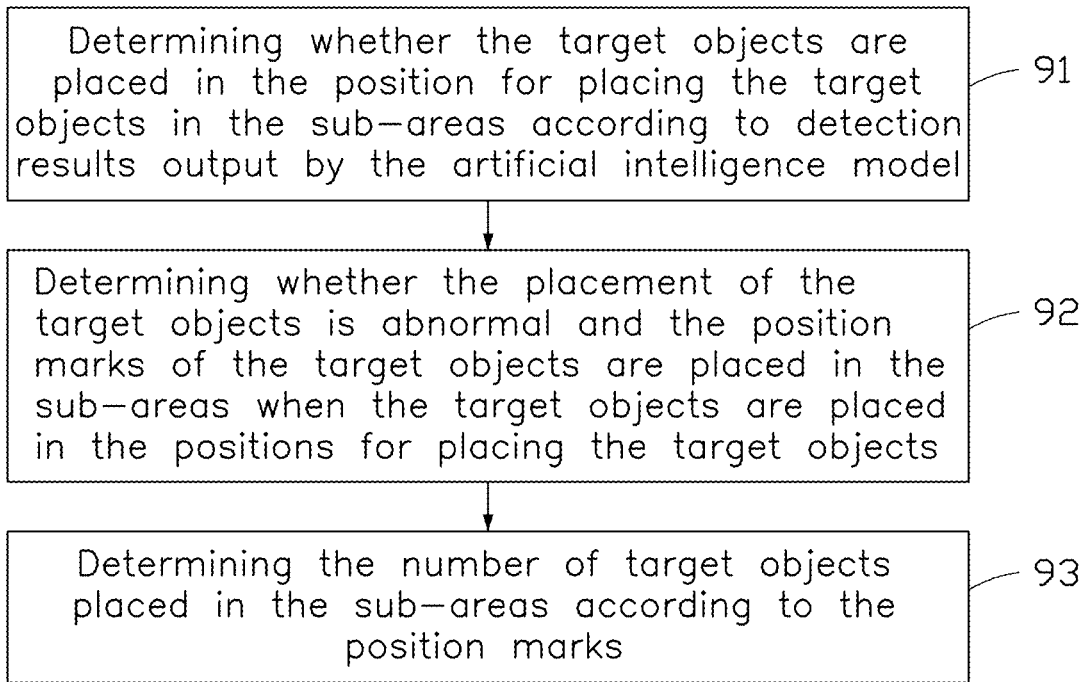 Determining whether the target objects are
placed in the position for placing the target
objects in the sub-areas according to detection
results output by the artificial intelligence model
91
Determining whether the placement of the
target objects is abnormal and the position
marks of the target objects are placed in the
sub-areas when the target objects are placed
in the positions for placing the target objects
92
Determining the number of target objects
placed in the sub-areas according to the
position marks
93